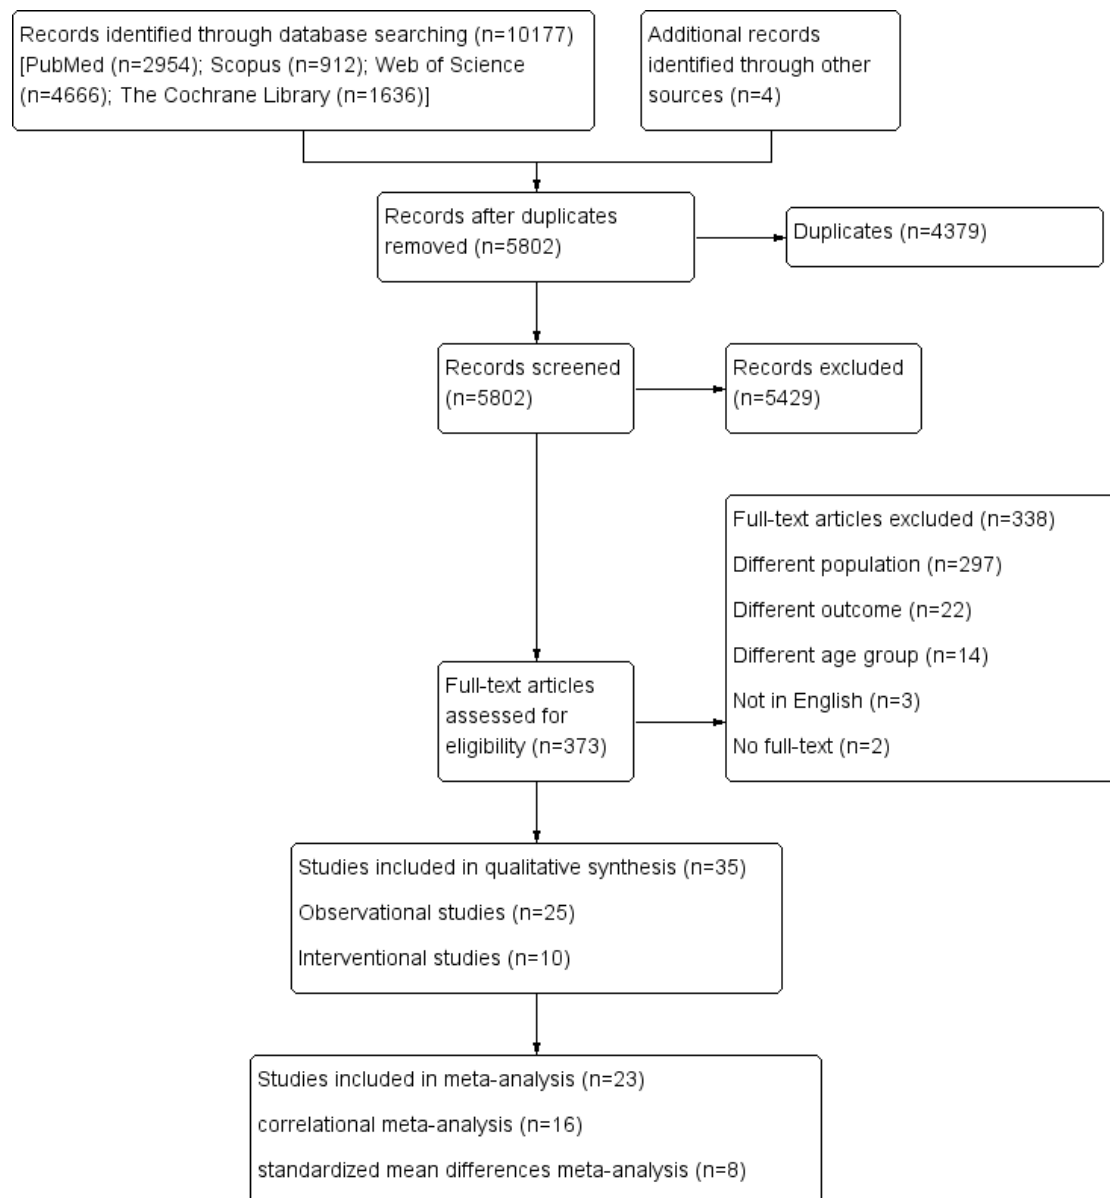 Records identified through database searching (n=10177)
[PubMed (n=2954); Scopus (n=912); Web of Science
(n=4666); The Cochrane Library (n=1636)]
Additional records
identified through other
sources (n=4)
Records after duplicates
removed (n=5802)
Duplicates (n=4379)
Records screened
(n=5802)
Records excluded
(n=5429)
Full-text articles excluded (n=338)
Different population (n=297)
Different outcome (n=22)
Different age group (n=14)
Not in English (n=3)
No full-text (n=2)
Full-text articles
assessed for
eligibility (n=373)
Studies included in qualitative synthesis (n=35)
Observational studies (n=25)
Interventional studies (n=10)
Studies included in meta-analysis (n=23)
correlational meta-analysis (n=16)
standardized mean differences meta-analysis (n=8)